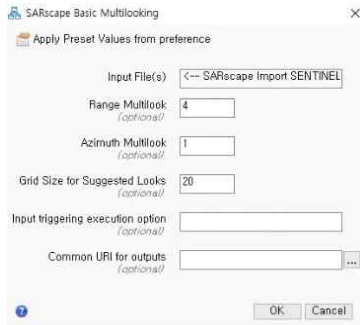 SARscape Basic Multilooking
Apply Preset Values from preference
Input File(s) <-- SARscape Import SENTINEL
Range Multilook 4
(optional)
Azimuth Multilook 1
(optional)
Grid Size for Suggested Looks 20
(optional)
Input triggering execution option
(optional)
Common URI for outputs ...
(optional)
OK Cancel